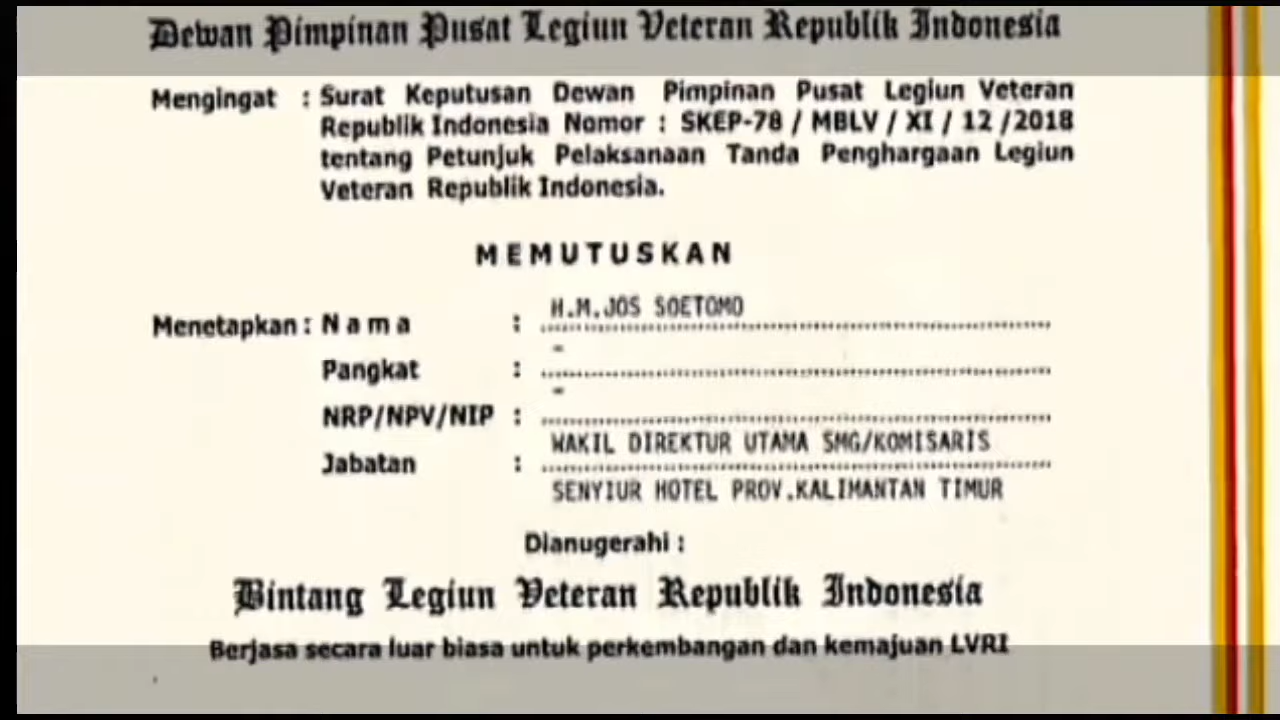 Dewan Pimpinan Pusat Legiun Veteran Republik Indonesia
Mengingat : Surat Keputusan Dewan Pimpinan Pusat Legiun Veteran
Republik Indonesia Nomor : SKEP-78 / MBLV / XI / 12 /2018
tentang Petunjuk Pelaksanaan Tanda Penghargaan Legiun
Veteran Republik Indonesia.
MEMUTUSKAN
Menetapkan : Nama : H.M.JOS SOETOMO
Pangkat : -
NRP/NPV/NIP : -
Jabatan : WAKIL DIREKTUR UTAMA SMG/KOMISARIS
SENYIUR HOTEL PROV.KALIMANTAN TIMUR
Dianugerahi :
Bintang Legiun Veteran Republik Indonesia
Berjasa secara luar biasa untuk perkembangan dan kemajuan LVRI